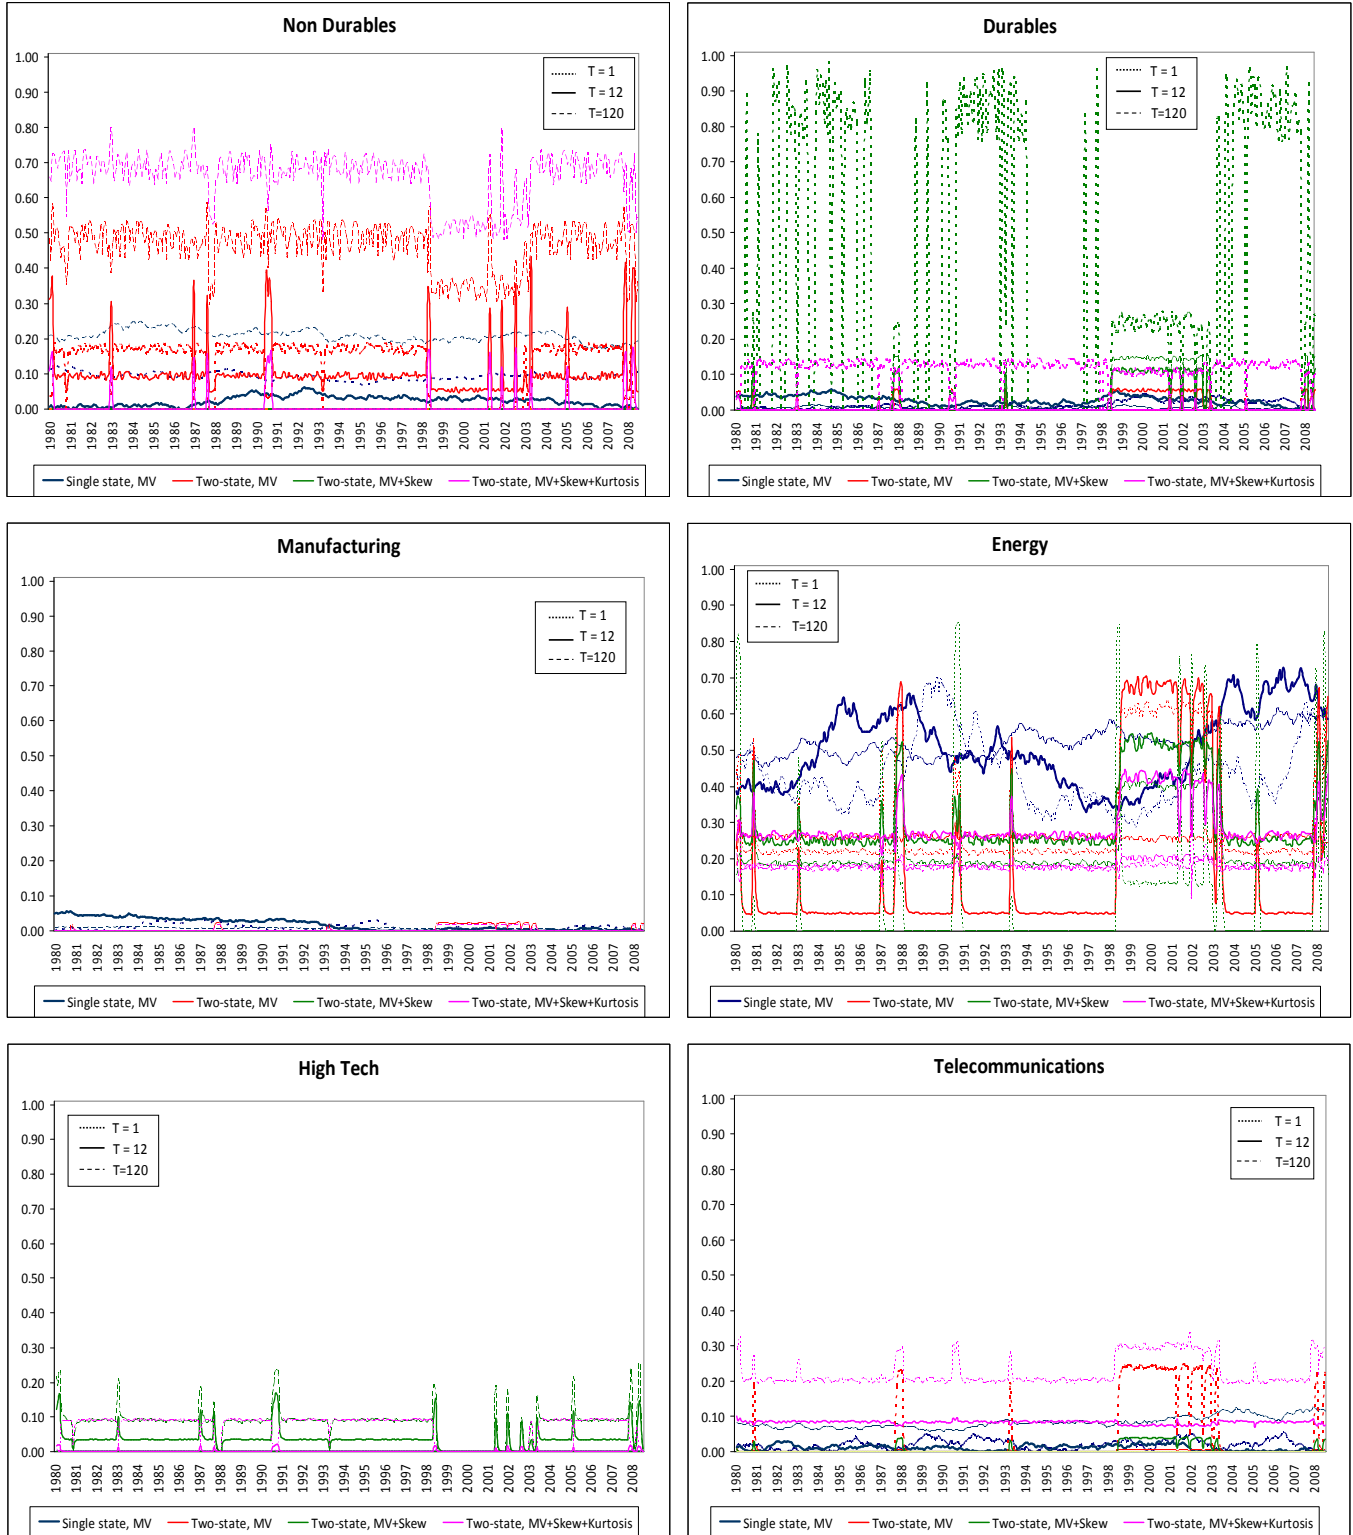 Non Durables
1.00
0.90
0.80
0.70
0.60
0.50
0.40
0.30
0.20
0.10
0.00
T = 1
T = 12
T=120
1980 1981 1982 1983 1984 1985 1986 1987 1988 1989 1990 1991 1992 1993 1994 1995 1996 1997 1998 1999 2000 2001 2002 2003 2004 2005 2006 2007 2008
Single state, MV Two-state, MV Two-state, MV+Skew Two-state, MV+Skew+Kurtosis
Durables
1.00
0.90
0.80
0.70
0.60
0.50
0.40
0.30
0.20
0.10
0.00
T = 1
T = 12
T=120
1980 1981 1982 1983 1984 1985 1986 1987 1988 1989 1990 1991 1992 1993 1994 1995 1996 1997 1998 1999 2000 2001 2002 2003 2004 2005 2006 2007 2008
Single state, MV Two-state, MV Two-state, MV+Skew Two-state, MV+Skew+Kurtosis
Manufacturing
1.00
0.90
0.80
0.70
0.60
0.50
0.40
0.30
0.20
0.10
0.00
T = 1
T = 12
T=120
1980 1981 1982 1983 1984 1985 1986 1987 1988 1989 1990 1991 1992 1993 1994 1995 1996 1997 1998 1999 2000 2001 2002 2003 2004 2005 2006 2007 2008
Single state, MV Two-state, MV Two-state, MV+Skew Two-state, MV+Skew+Kurtosis
Energy
1.00
0.90
0.80
0.70
0.60
0.50
0.40
0.30
0.20
0.10
0.00
T = 1
T = 12
T=120
1980 1981 1982 1983 1984 1985 1986 1987 1988 1989 1990 1991 1992 1993 1994 1995 1996 1997 1998 1999 2000 2001 2002 2003 2004 2005 2006 2007 2008
Single state, MV Two-state, MV Two-state, MV+Skew Two-state, MV+Skew+Kurtosis
High Tech
1.00
0.90
0.80
0.70
0.60
0.50
0.40
0.30
0.20
0.10
0.00
T = 1
T = 12
T=120
1980 1981 1982 1983 1984 1985 1986 1987 1988 1989 1990 1991 1992 1993 1994 1995 1996 1997 1998 1999 2000 2001 2002 2003 2004 2005 2006 2007 2008
Single state, MV Two-state, MV Two-state, MV+Skew Two-state, MV+Skew+Kurtosis
Telecommunications
1.00
0.90
0.80
0.70
0.60
0.50
0.40
0.30
0.20
0.10
0.00
T = 1
T = 12
T=120
1980 1981 1982 1983 1984 1985 1986 1987 1988 1989 1990 1991 1992 1993 1994 1995 1996 1997 1998 1999 2000 2001 2002 2003 2004 2005 2006 2007 2008
Single state, MV Two-state, MV Two-state, MV+Skew Two-state, MV+Skew+Kurtosis